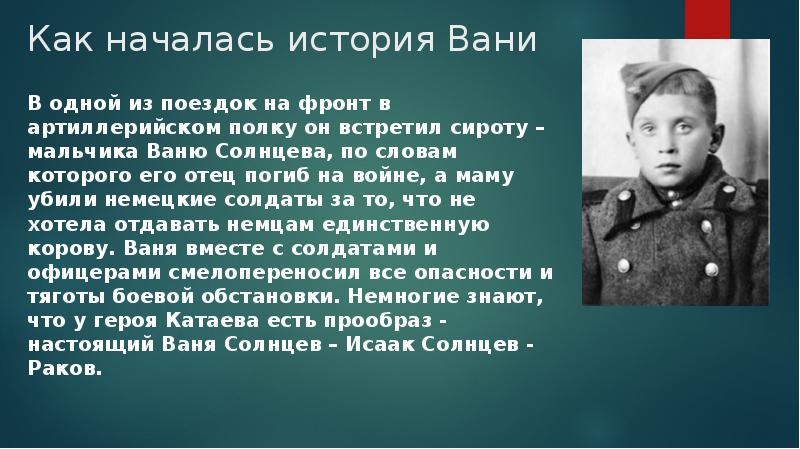 Как началась история Вани
В одной из поездок на фронт в
артиллерийском полку он встретил сироту –
мальчика Ваню Солнцева, по словам
которого его отец погиб на войне, а маму
убили немецкие солдаты за то, что не
хотела отдавать немцам единственную
корову. Ваня вместе с солдатами и
офицерами смелопереносил все опасности и
тяготы боевой обстановки. Немногие знают,
что у героя Катаева есть прообраз -
настоящий Ваня Солнцев – Исаак Солнцев -
Раков.